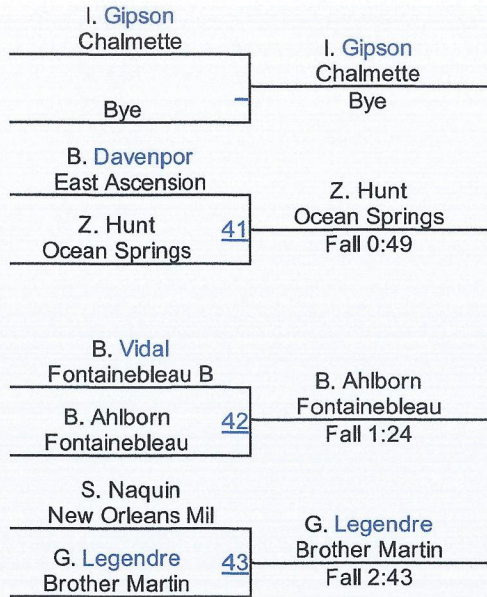 I. Gipson
Chalmette
Bye
I. Gipson
Chalmette
Bye
B. Davenpor
East Ascension
Z. Hunt
Ocean Springs
41
Z. Hunt
Ocean Springs
Fall 0:49
B. Vidal
Fontainebleau B
B. Ahlborn
Fontainebleau
42
B. Ahlborn
Fontainebleau
Fall 1:24
S. Naquin
New Orleans Mil
G. Legendre
Brother Martin
43
G. Legendre
Brother Martin
Fall 2:43